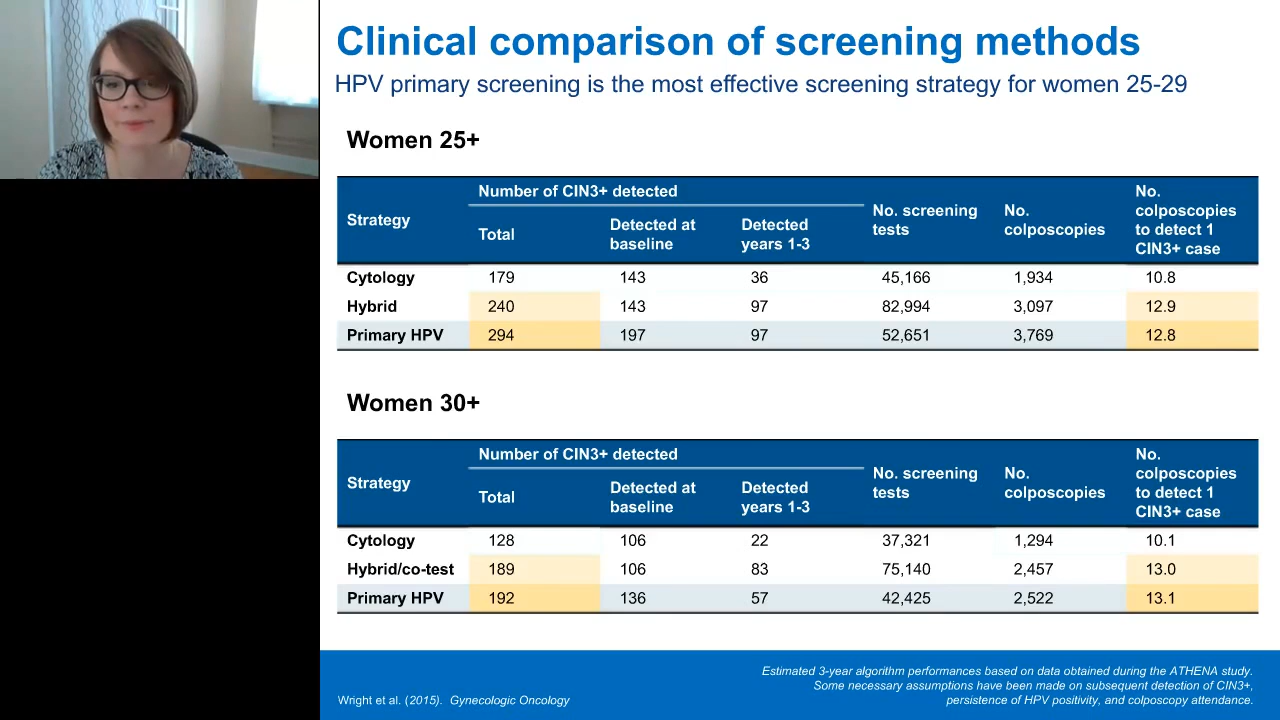 Clinical comparison of screening methods
HPV primary screening is the most effective screening strategy for women 25-29
Women 25+
Strategy
Number of CIN3+ detected
Total
Detected at
baseline
Detected
years 1-3
No. screening
tests
No.
colposcopies
No.
colposcopies
to detect 1
CIN3+ case
Cytology 179 143 36 45,166 1,934 10.8
Hybrid 240 143 97 82,994 3,097 12.9
Primary HPV 294 197 97 52,651 3,769 12.8
Women 30+
Strategy
Number of CIN3+ detected
Total
Detected at
baseline
Detected
years 1-3
No. screening
tests
No.
colposcopies
No.
colposcopies
to detect 1
CIN3+ case
Cytology 128 106 22 37,321 1,294 10.1
Hybrid/co-test 189 106 83 75,140 2,457 13.0
Primary HPV 192 136 57 42,425 2,522 13.1
Estimated 3-year algorithm performances based on data obtained during the ATHENA study.
Some necessary assumptions have been made on subsequent detection of CIN3+,
persistence of HPV positivity, and colposcopy attendance.
Wright et al. (2015). Gynecologic Oncology